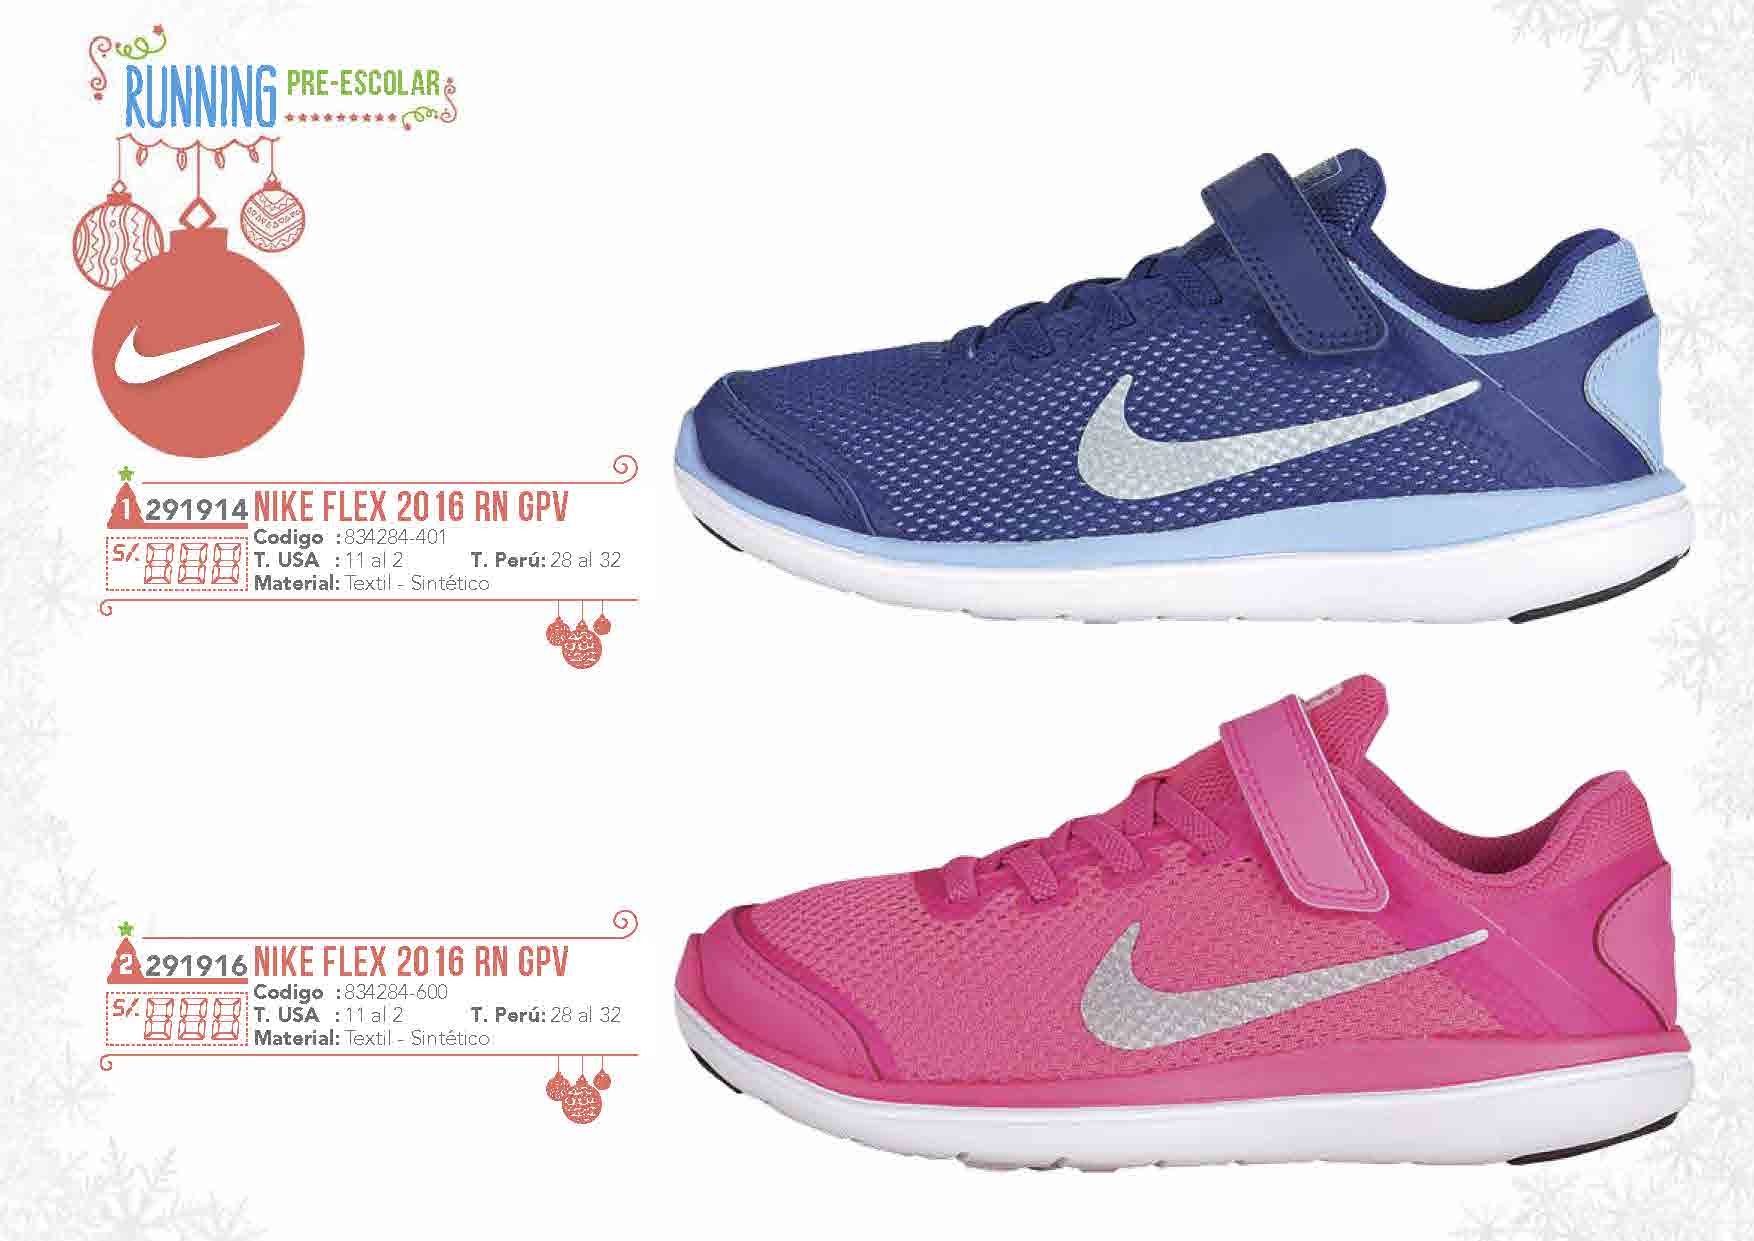 RUNNING PRE-ESCOLAR
1 291914 NIKE FLEX 2016 RN GPV
Codigo : 834284-401
S/. 888
T. USA : 11 al 2 T. Perú: 28 al 32
Material: Textil - Sintético
2 291916 NIKE FLEX 2016 RN GPV
Codigo : 834284-600
S/. 888
T. USA : 11 al 2 T. Perú: 28 al 32
Material: Textil - Sintético